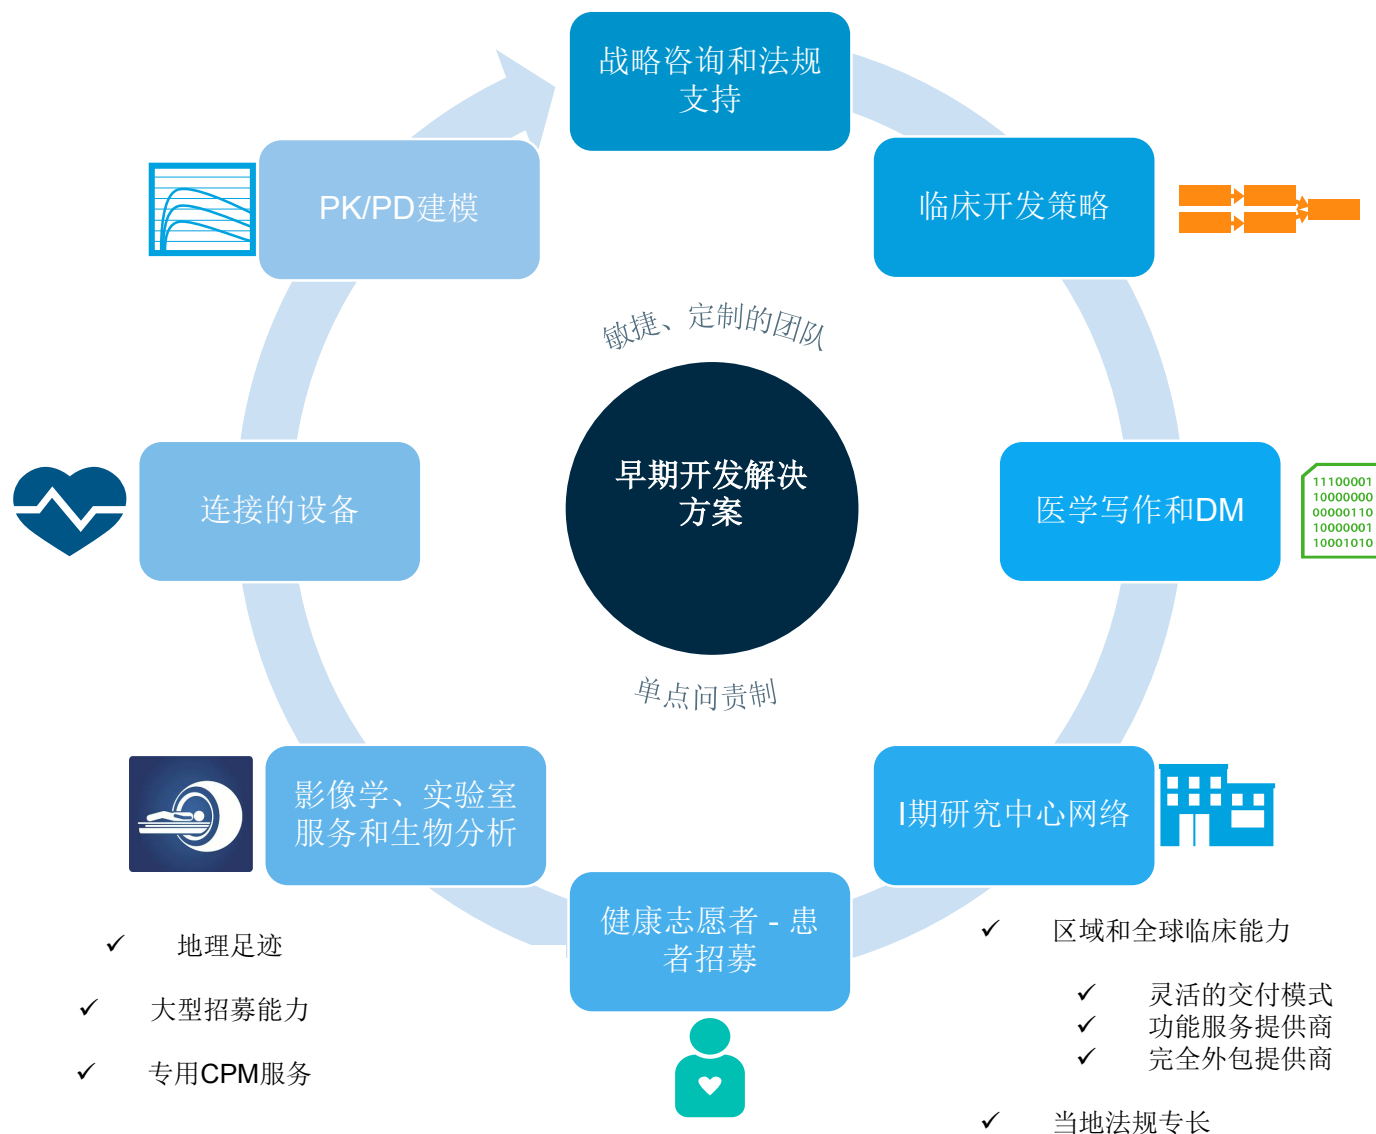 战略咨询和法规
支持
PK/PD建模
临床开发策略
敏捷、定制的团队
早期开发解决
方案
连接的设备
医学写作和DM
11100001
10000000
00000110
10000001
10001010
单点问责制
影像学、实验室
服务和生物分析
I期研究中心网络
健康志愿者 - 患
者招募
✓ 地理足迹
✓ 大型招募能力
✓ 专用CPM服务
✓ 区域和全球临床能力
✓ 灵活的交付模式
✓ 功能服务提供商
✓ 完全外包提供商
✓ 当地法规专长